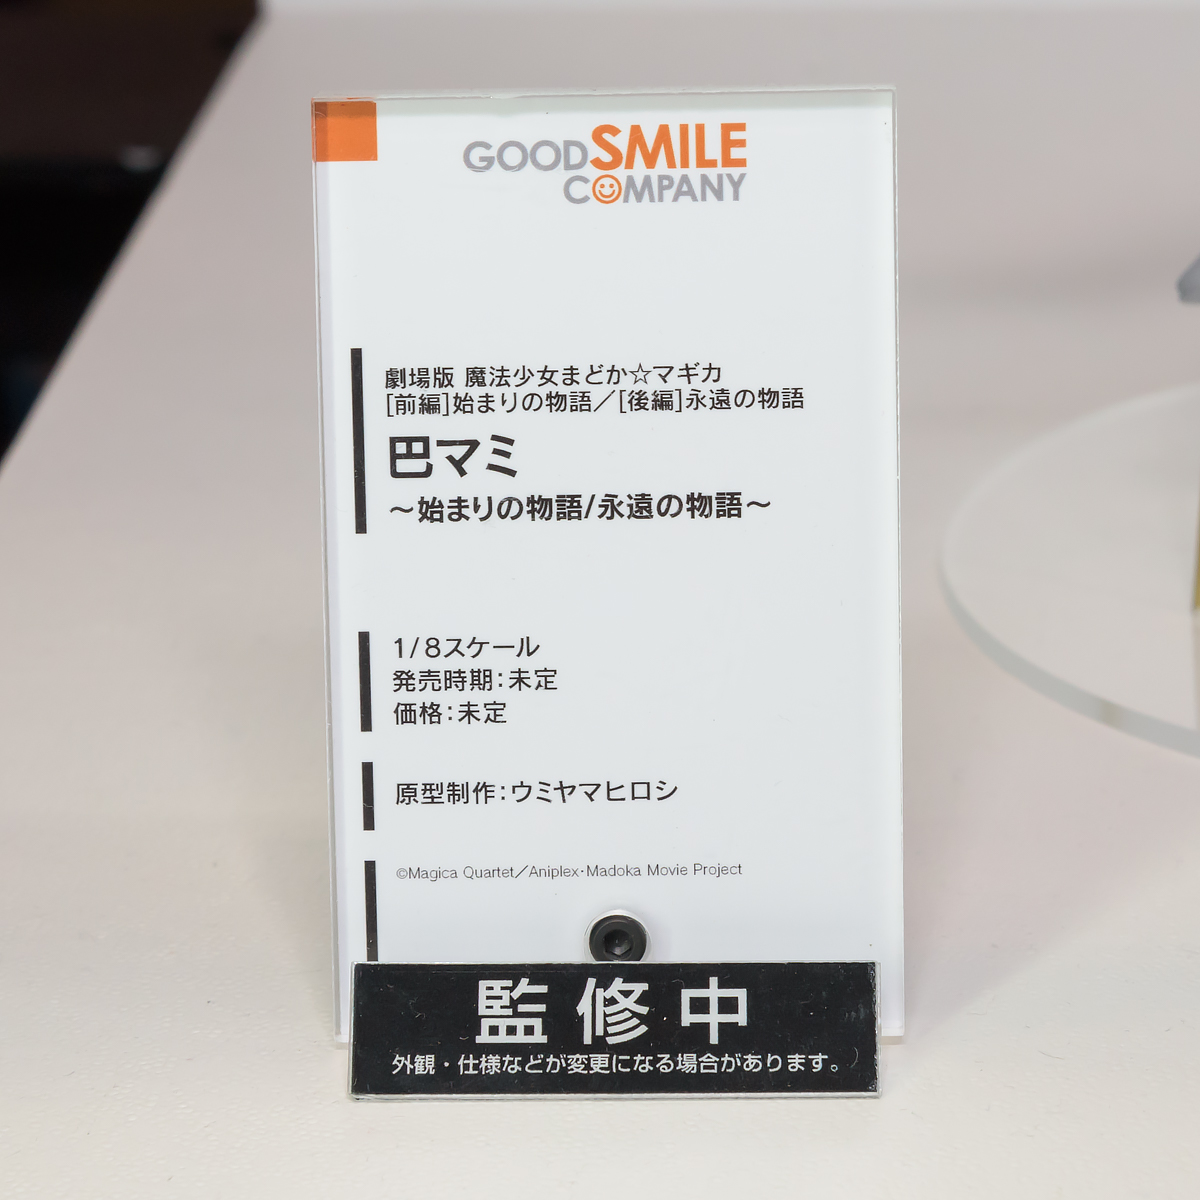 GOODSMILE
COMPANY
劇場版 魔法少女まどか☆マギカ
[前編]始まりの物語／[後編]永遠の物語
巴マミ
～始まりの物語/永遠の物語～
1/8スケール
発売時期：未定
価格：未定
原型制作：ウミヤマヒロシ
©Magica Quartet／Aniplex・Madoka Movie Project
監修中
外観・仕様などが変更になる場合があります。